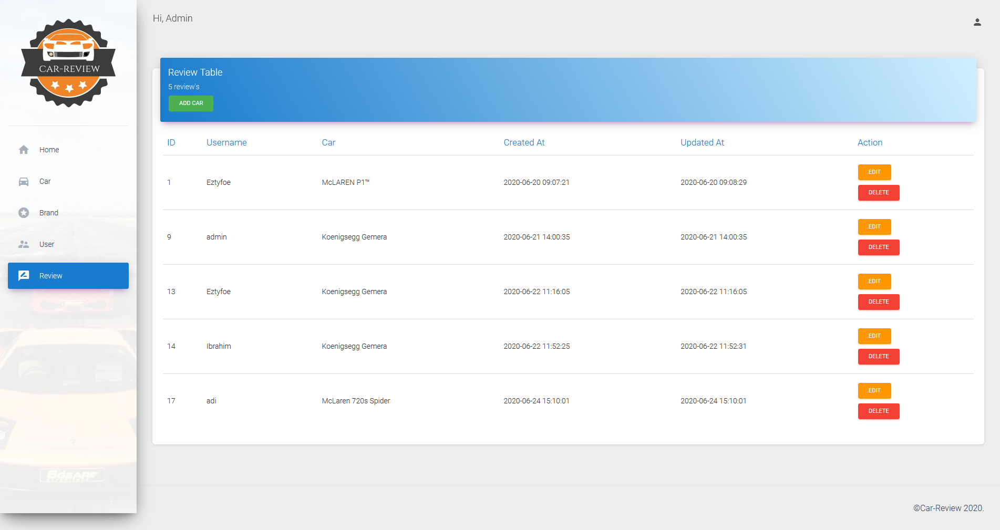 CAR-REVIEW
Home
Car
Brand
User
Review
Hi, Admin
Review Table
5 review's
ADD CAR
ID Username Car Created At Updated At Action
1 Eztyfoe McLAREN P1™ 2020-06-20 09:07:21 2020-06-20 09:08:29 EDIT
DELETE
9 admin Koenigsegg Gemera 2020-06-21 14:00:35 2020-06-21 14:00:35 EDIT
DELETE
13 Eztyfoe Koenigsegg Gemera 2020-06-22 11:16:05 2020-06-22 11:16:05 EDIT
DELETE
14 Ibrahim Koenigsegg Gemera 2020-06-22 11:52:25 2020-06-22 11:52:31 EDIT
DELETE
17 adi McLaren 720s Spider 2020-06-24 15:10:01 2020-06-24 15:10:01 EDIT
DELETE
6GEAR
EXPERIENCE
©Car-Review 2020.